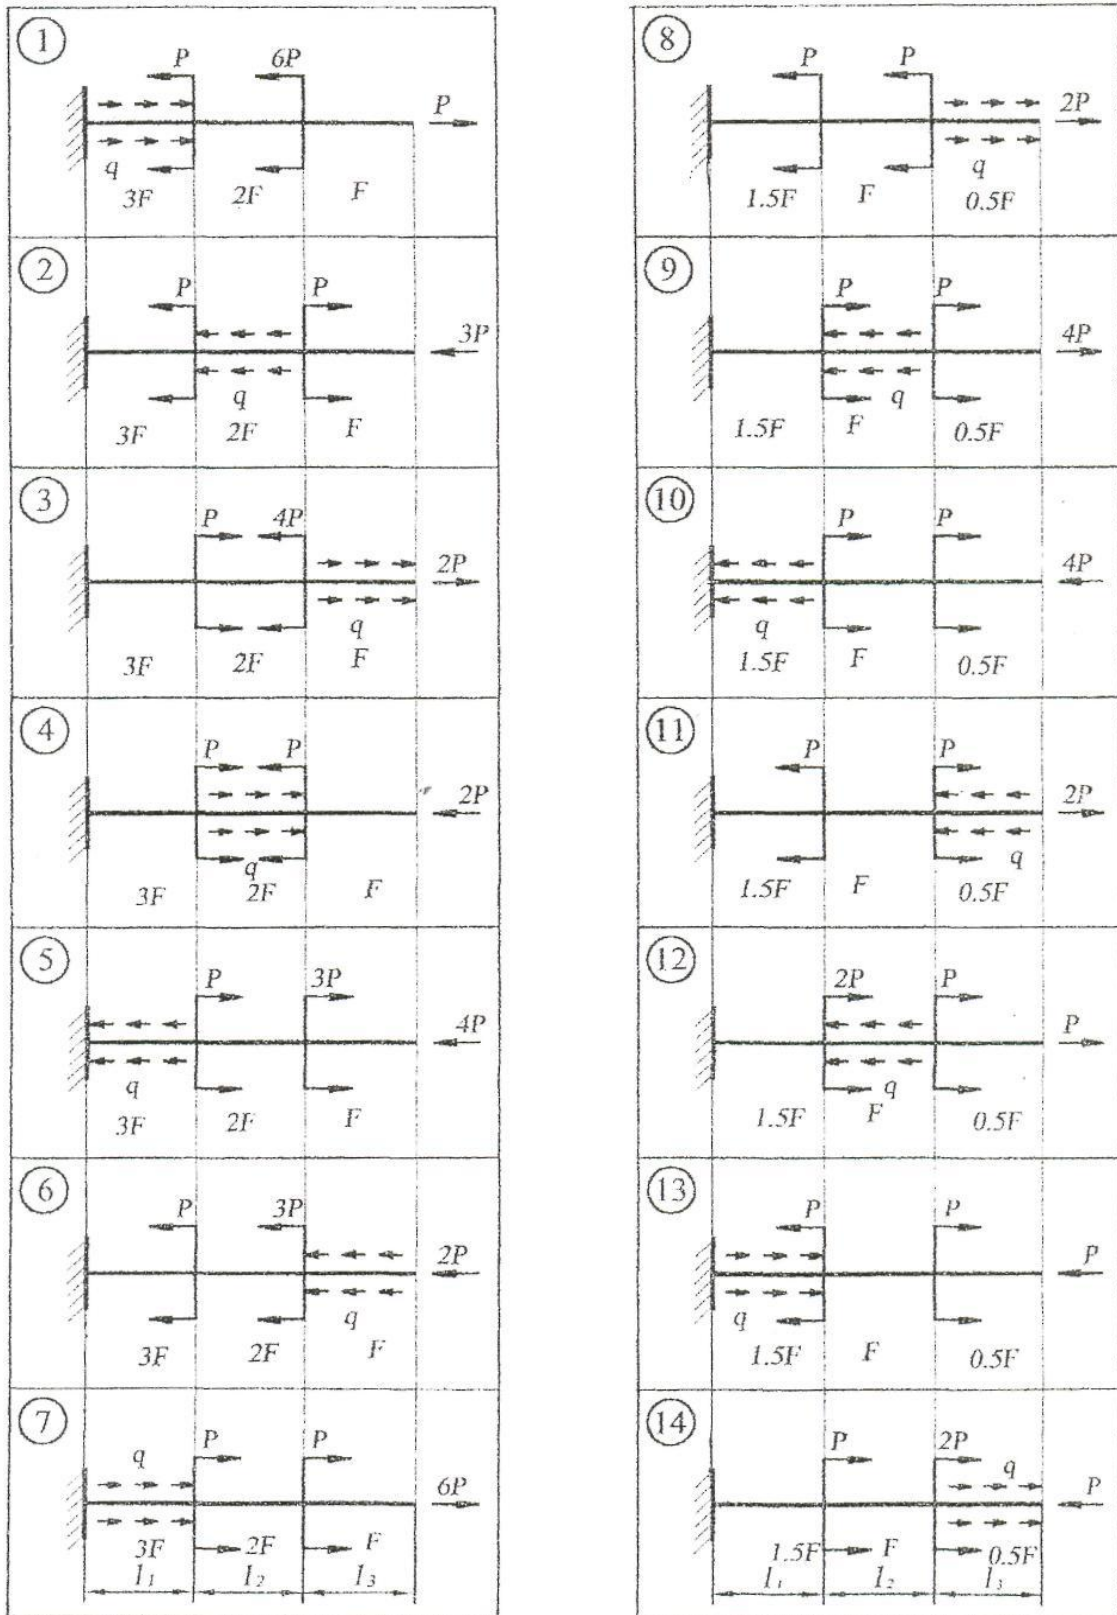 1
P 6P
P
q
3F 2F F
2
P P
3P
q
3F 2F F
3
P 4P
2P
q
3F 2F F
4
P P
2P
q
3F 2F F
5
P 3P
4P
q
3F 2F F
6
P 3P
2P
q
3F 2F F
7
q P P
6P
3F 2F F
l₁ l₂ l₃
8
P P
2P
q
1.5F F 0.5F
9
P P
4P
q
1.5F F 0.5F
10
P P
4P
q
1.5F F 0.5F
11
P P
2P
q
1.5F F 0.5F
12
2P P
P
q
1.5F F 0.5F
13
P P
P
q
1.5F F 0.5F
14
P 2P q
P
1.5F F 0.5F
l₁ l₂ l₃